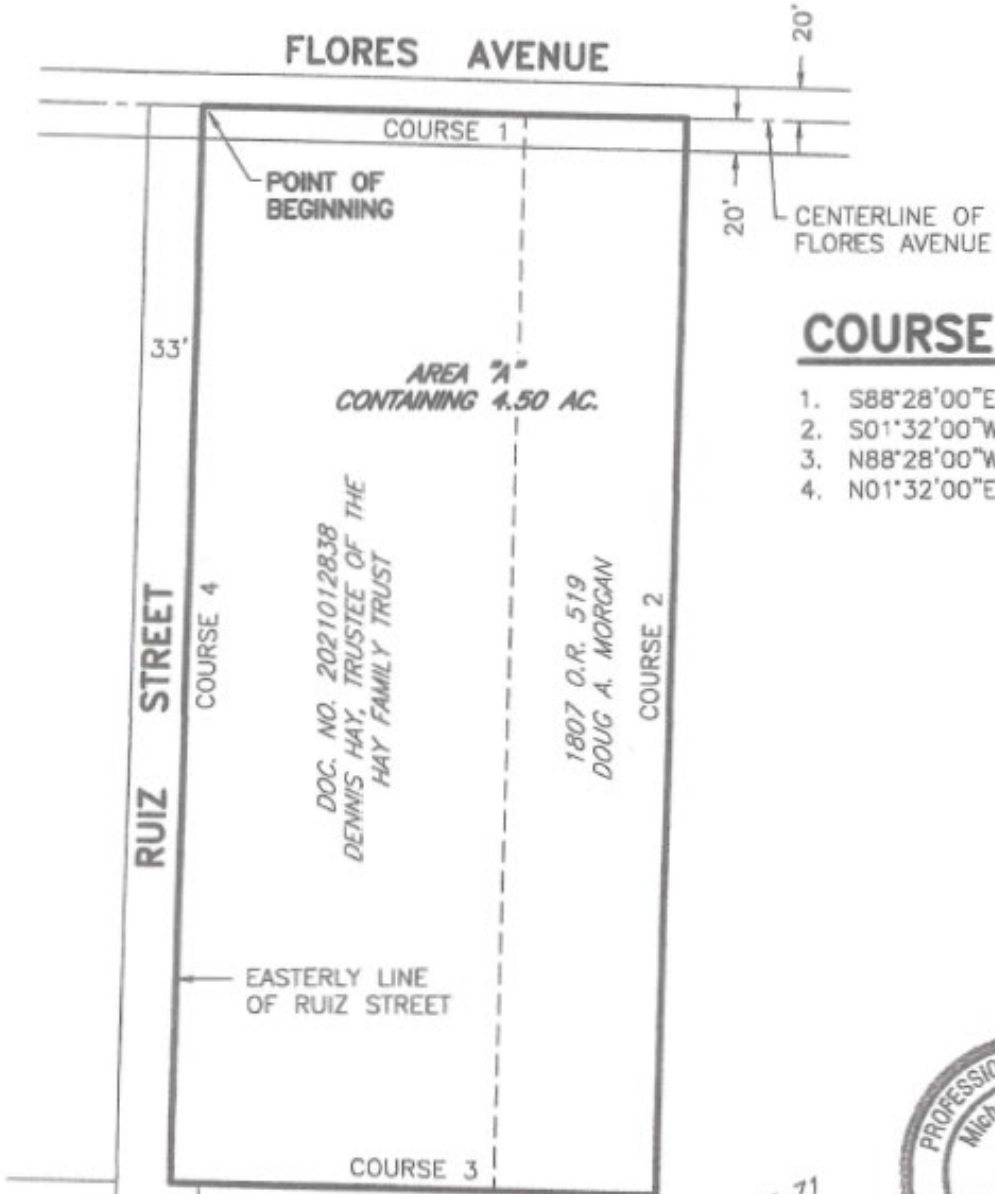 20'
FLORES AVENUE
COURSE 1
POINT OF
BEGINNING
20'
CENTERLINE OF
FLORES AVENUE
COURSE
33'
AREA "A"
CONTAINING 4.50 AC.
1. S88°28'00"E
2. S01°32'00"W
3. N88°28'00"W
4. N01°32'00"E
RUIZ STREET
COURSE 4
DOC. NO. 2021012838
DENNIS HAY, TRUSTEE OF THE
HAY FAMILY TRUST
1807 O.R. 519
DOUG A. MORGAN
COURSE 2
EASTERLY LINE
OF RUIZ STREET
COURSE 3
71
PROFESSIO
Mich